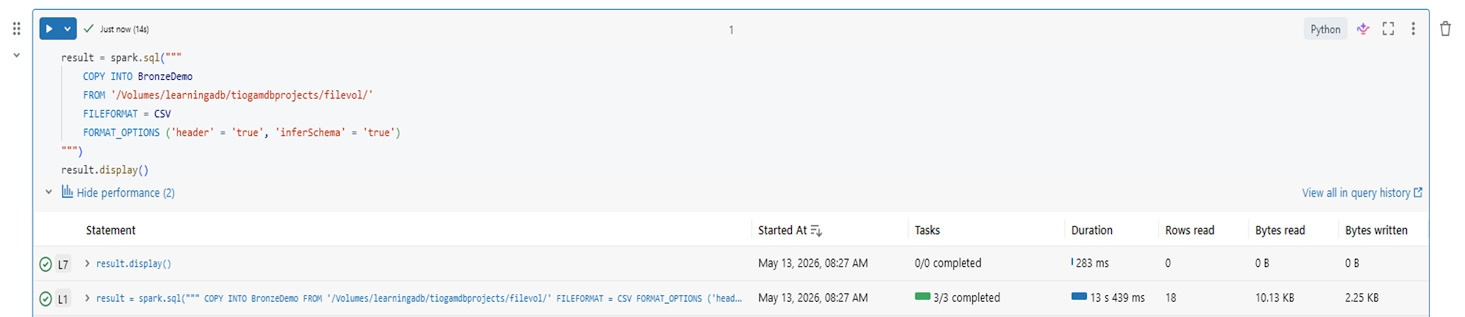 Just now (14s)
1
Python
result = spark.sql("""
COPY INTO BronzeDemo
FROM '/Volumes/learningadb/tiogamdbprojects/filevol/'
FILEFORMAT = CSV
FORMAT_OPTIONS ('header' = 'true', 'inferSchema' = 'true')
""")
result.display()
Hide performance (2)
View all in query history
Statement Started At Tasks Duration Rows read Bytes read Bytes written
L7 result.display() May 13, 2026, 08:27 AM 0/0 completed 283 ms 0 0 B 0 B
L1 result = spark.sql(""" COPY INTO BronzeDemo FROM '/Volumes/learningadb/tiogamdbprojects/filevol/' FILEFORMAT = CSV FORMAT_OPTIONS ('head... May 13, 2026, 08:27 AM 3/3 completed 13 s 439 ms 18 10.13 KB 2.25 KB